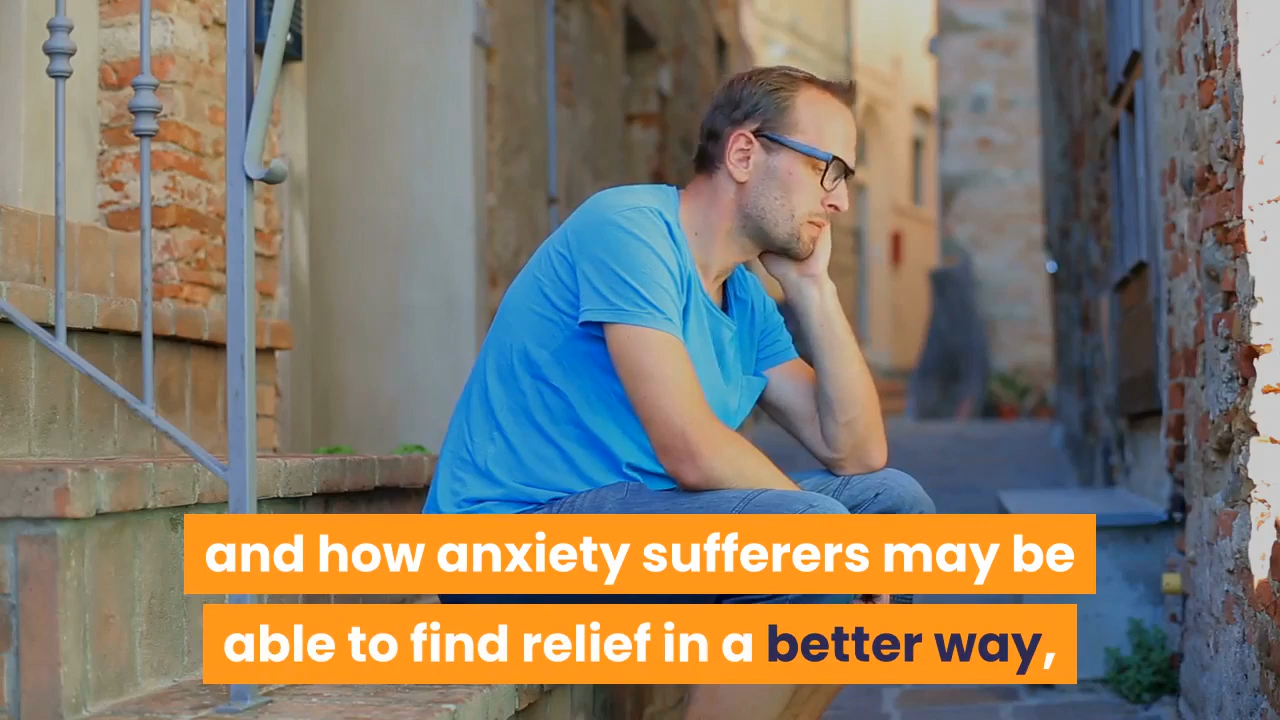 and how anxiety sufferers may be
able to find relief in a better way,